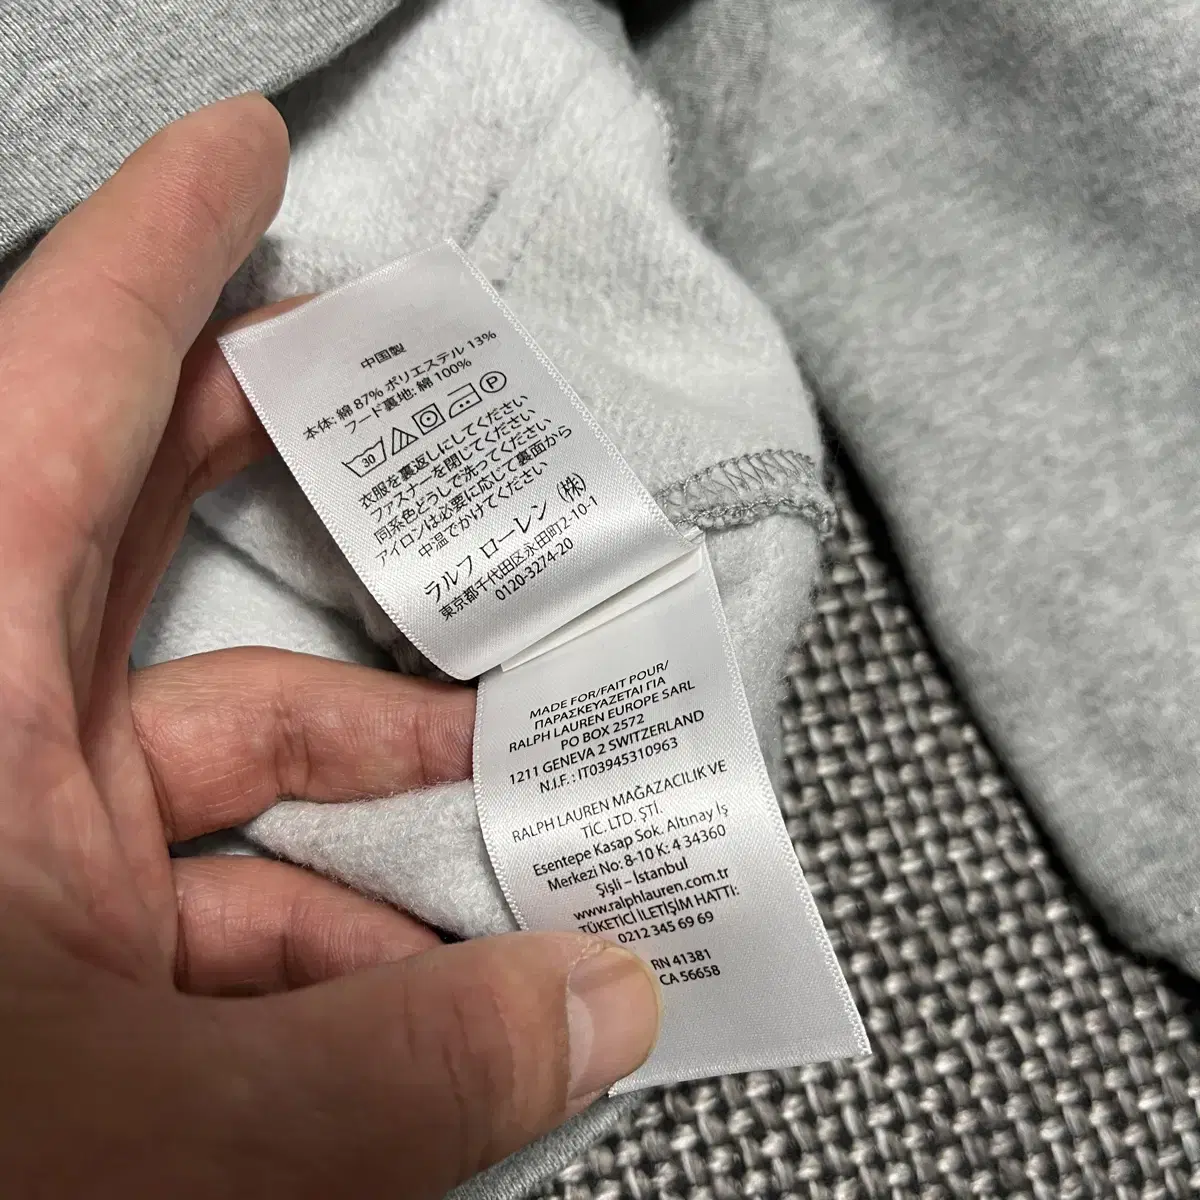 中国製
本体: 綿 87% ポリエステル 13%
フード裏地: 綿 100%
30 P
衣服を裏返しにしてください
ファスナーを閉じてください
同系色どうしで洗ってください
アイロンは必要に応じて裏面から
中温でかけてください
ラルフ ローレン (株)
東京都千代田区永田町2-10-1
0120-3274-20
MADE FOR/FAIT POUR/
ΠΑΡΑΣΚΕΥΑΖΕΤΑΙ ΓΙΑ
RALPH LAUREN EUROPE SARL
PO BOX 2572
1211 GENEVA 2 SWITZERLAND
N.I.F. : IT03945310963
RALPH LAUREN MAĞAZACILIK VE
TİC. LTD. ŞTİ.
Esentepe Kasap Sok. Altınay İş
Merkezi No: 8-10 K: 4 34360
Şişli – İstanbul
www.ralphlauren.com.tr
TÜKETİCİ İLETİŞİM HATTI:
0212 345 69 69
RN 41381
CA 56658